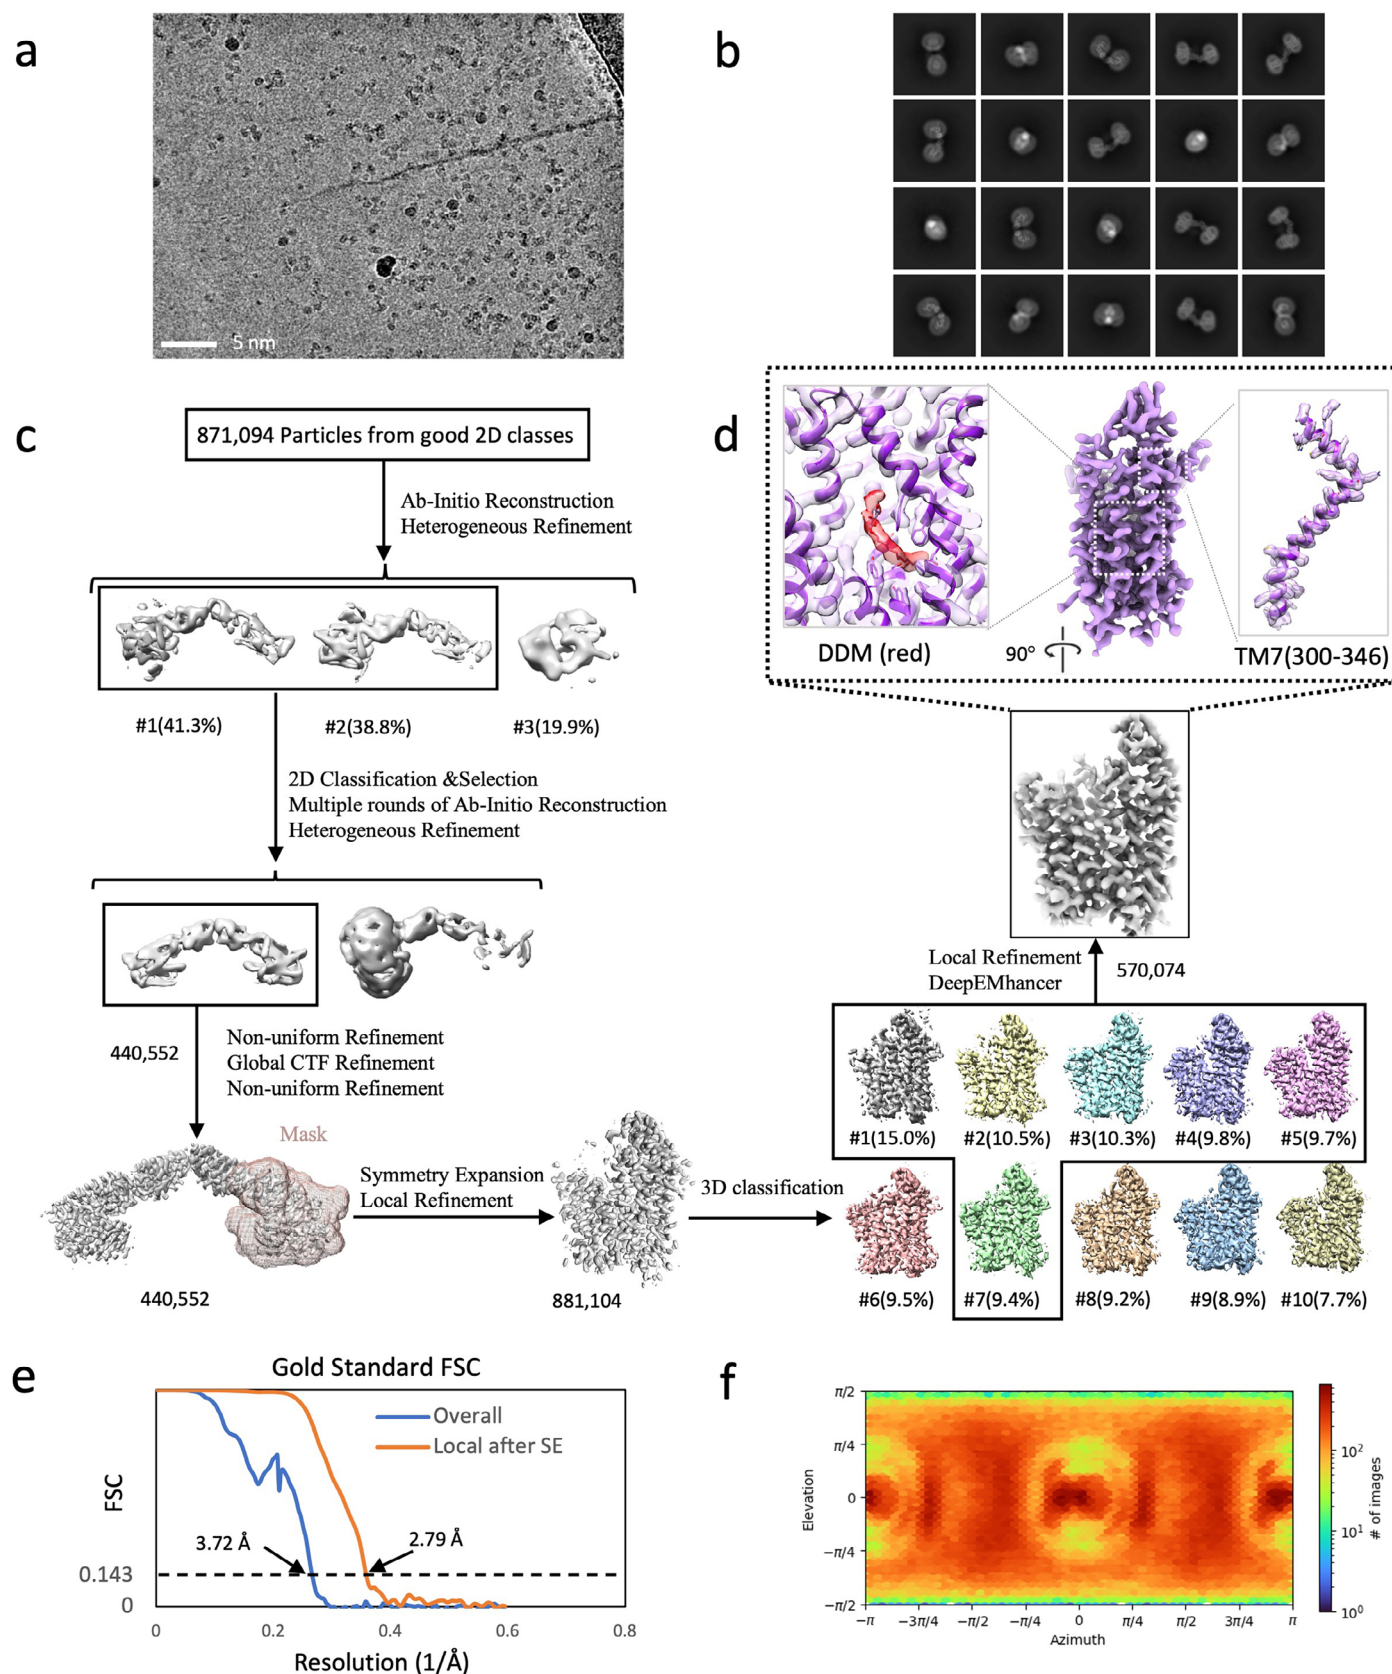 a
5 nm
b
c
871,094 Particles from good 2D classes
Ab-Initio Reconstruction
Heterogeneous Refinement
#1(41.3%)
#2(38.8%)
#3(19.9%)
2D Classification &Selection
Multiple rounds of Ab-Initio Reconstruction
Heterogeneous Refinement
440,552
Non-uniform Refinement
Global CTF Refinement
Non-uniform Refinement
Mask
440,552
Symmetry Expansion
Local Refinement
881,104
3D classification
d
DDM (red)
90°
TM7(300-346)
Local Refinement
DeepEMhancer
570,074
#1(15.0%)
#2(10.5%)
#3(10.3%)
#4(9.8%)
#5(9.7%)
#6(9.5%)
#7(9.4%)
#8(9.2%)
#9(8.9%)
#10(7.7%)
e
Gold Standard FSC
Overall
Local after SE
FSC
3.72 Å
2.79 Å
0.143
0
0
0.2
0.4
0.6
0.8
Resolution (1/Å)
f
Elevation
π/2
π/4
0
−π/4
−π/2
−π
−3π/4
−π/2
−π/4
0
π/4
π/2
3π/4
π
Azimuth
10²
10¹
10⁰
# of images